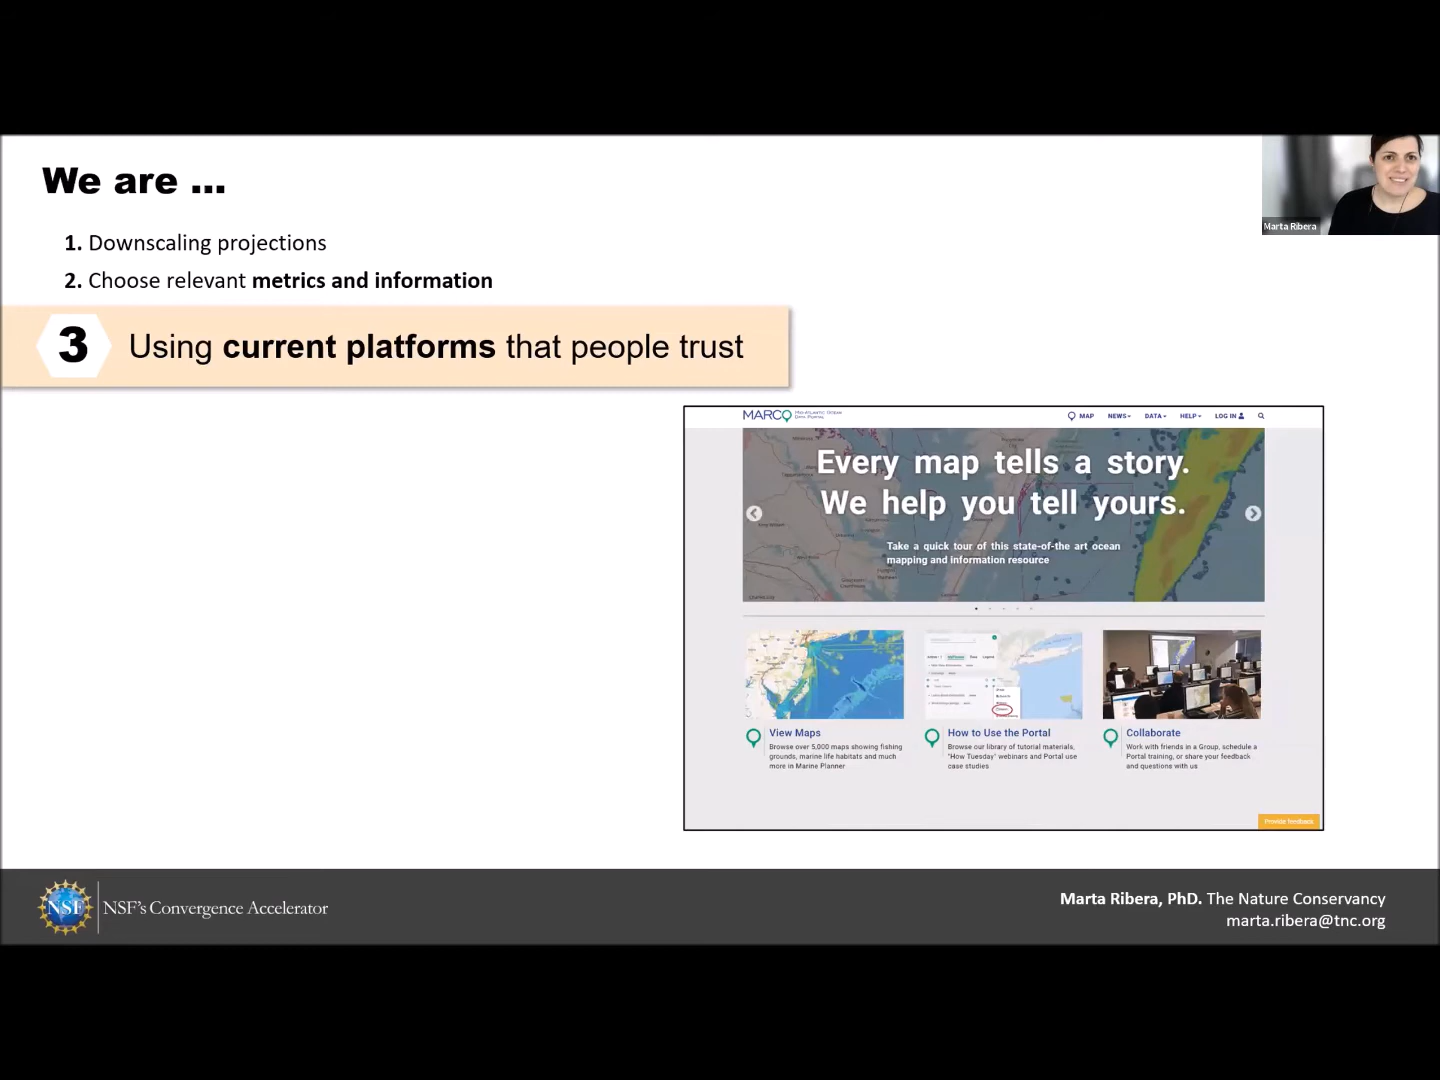 We are ...
Marta Ribera
1. Downscaling projections
2. Choose relevant metrics and information
3 Using current platforms that people trust
MARCO Mid-Atlantic Ocean Data Portal
MAP NEWS DATA HELP LOG IN
Every map tells a story.
We help you tell yours.
Take a quick tour of this state-of-the art ocean
mapping and information resource
View Maps
Browse over 5,000 maps showing fishing
grounds, marine life habitats and much
more in Marine Planner
How to Use the Portal
Browse our library of tutorial materials,
"How Tuesday" webinars and Portal use
case studies
Collaborate
Work with friends in a Group, schedule a
Portal training, or share your feedback
and questions with us
Provide feedback
NSF NSF's Convergence Accelerator
Marta Ribera, PhD. The Nature Conservancy
marta.ribera@tnc.org